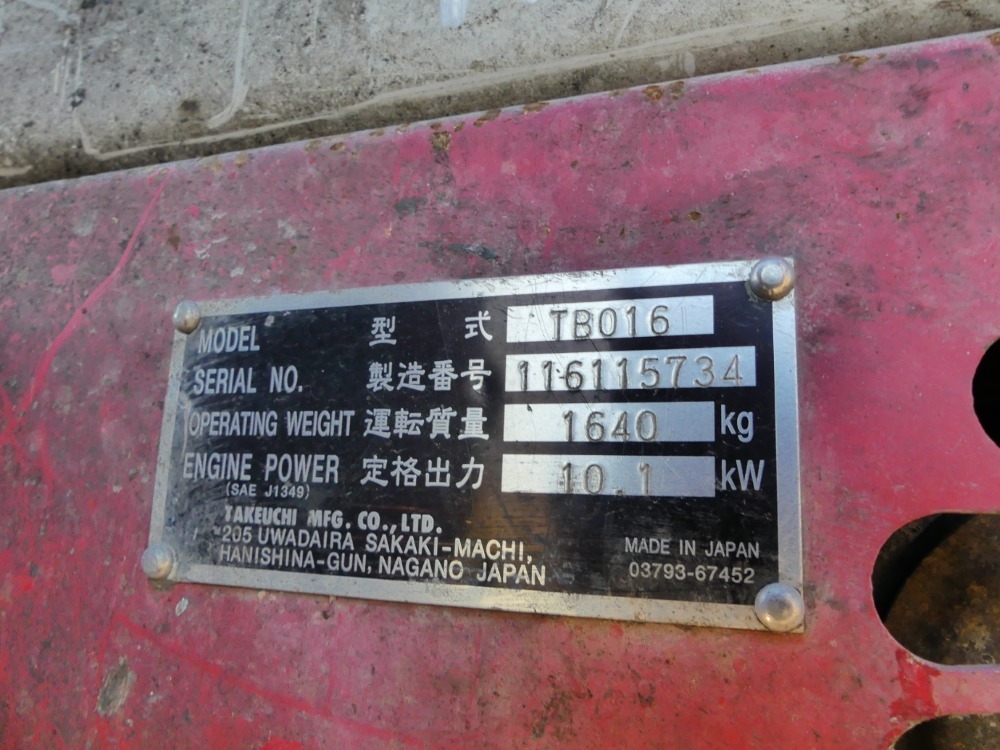 MODEL 型式 TB016
SERIAL NO. 製造番号 116115734
OPERATING WEIGHT 運転質量 1640 kg
ENGINE POWER 定格出力 10.1 kW
(SAE J1349)
TAKEUCHI MFG. CO., LTD.
205 UWADAIRA SAKAKI-MACHI,
HANISHINA-GUN, NAGANO JAPAN
MADE IN JAPAN
03793-67452